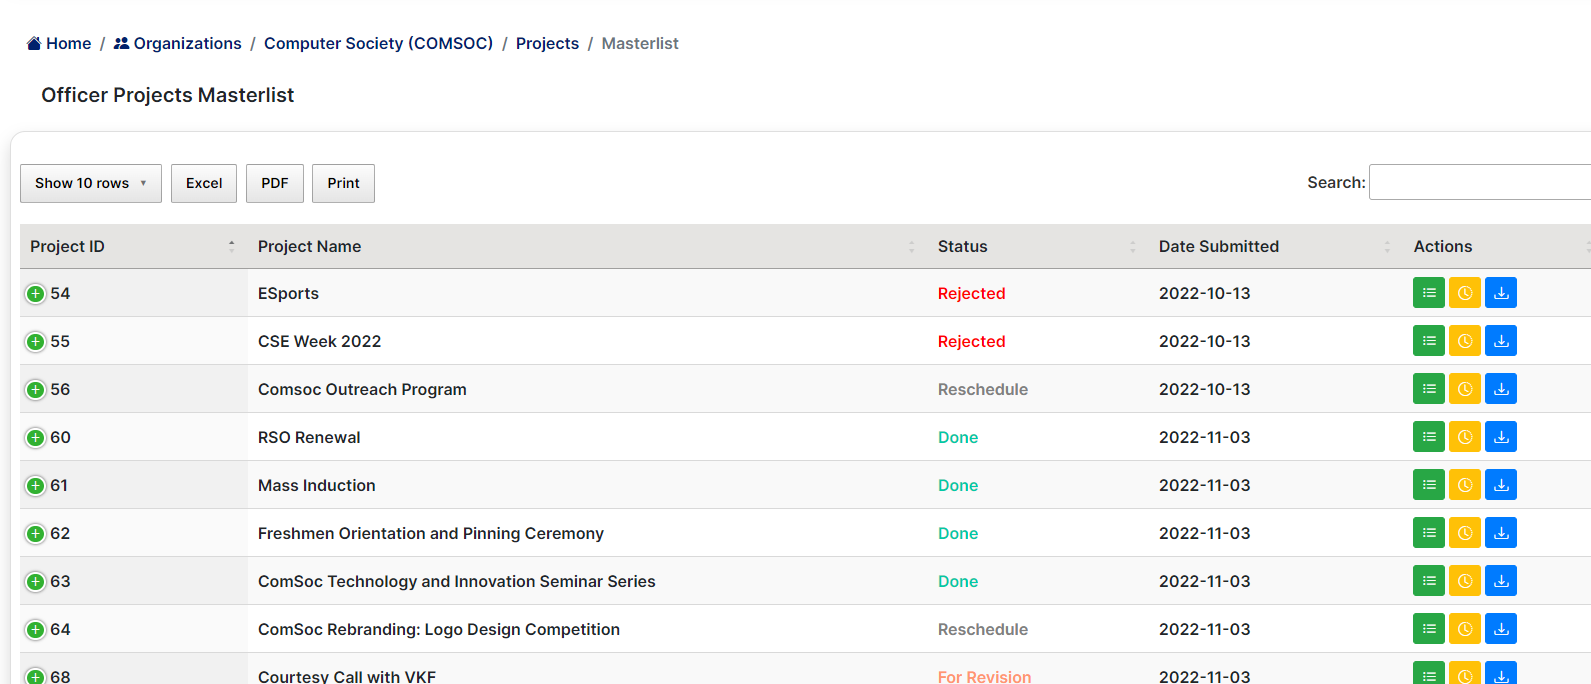 Home / Organizations / Computer Society (COMSOC) / Projects / Masterlist
Officer Projects Masterlist
Show 10 rows Excel PDF Print Search:
Project ID Project Name Status Date Submitted Actions
54 ESports Rejected 2022-10-13
55 CSE Week 2022 Rejected 2022-10-13
56 Comsoc Outreach Program Reschedule 2022-10-13
60 RSO Renewal Done 2022-11-03
61 Mass Induction Done 2022-11-03
62 Freshmen Orientation and Pinning Ceremony Done 2022-11-03
63 ComSoc Technology and Innovation Seminar Series Done 2022-11-03
64 ComSoc Rebranding: Logo Design Competition Reschedule 2022-11-03
68 Courtesy Call with VKF For Revision 2022-11-03